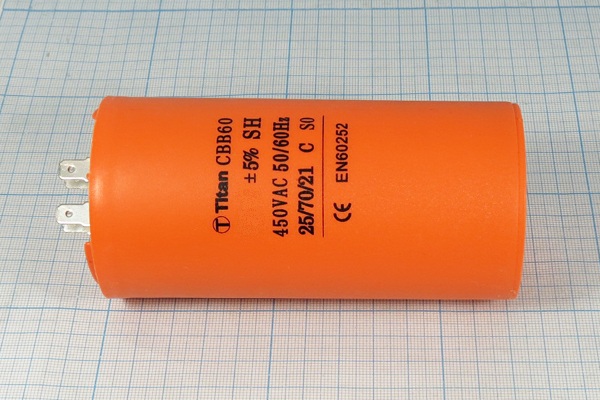 Titan CBB60
±5% SH
450VAC 50/60Hz
25/70/21 C S0
CE EN60252